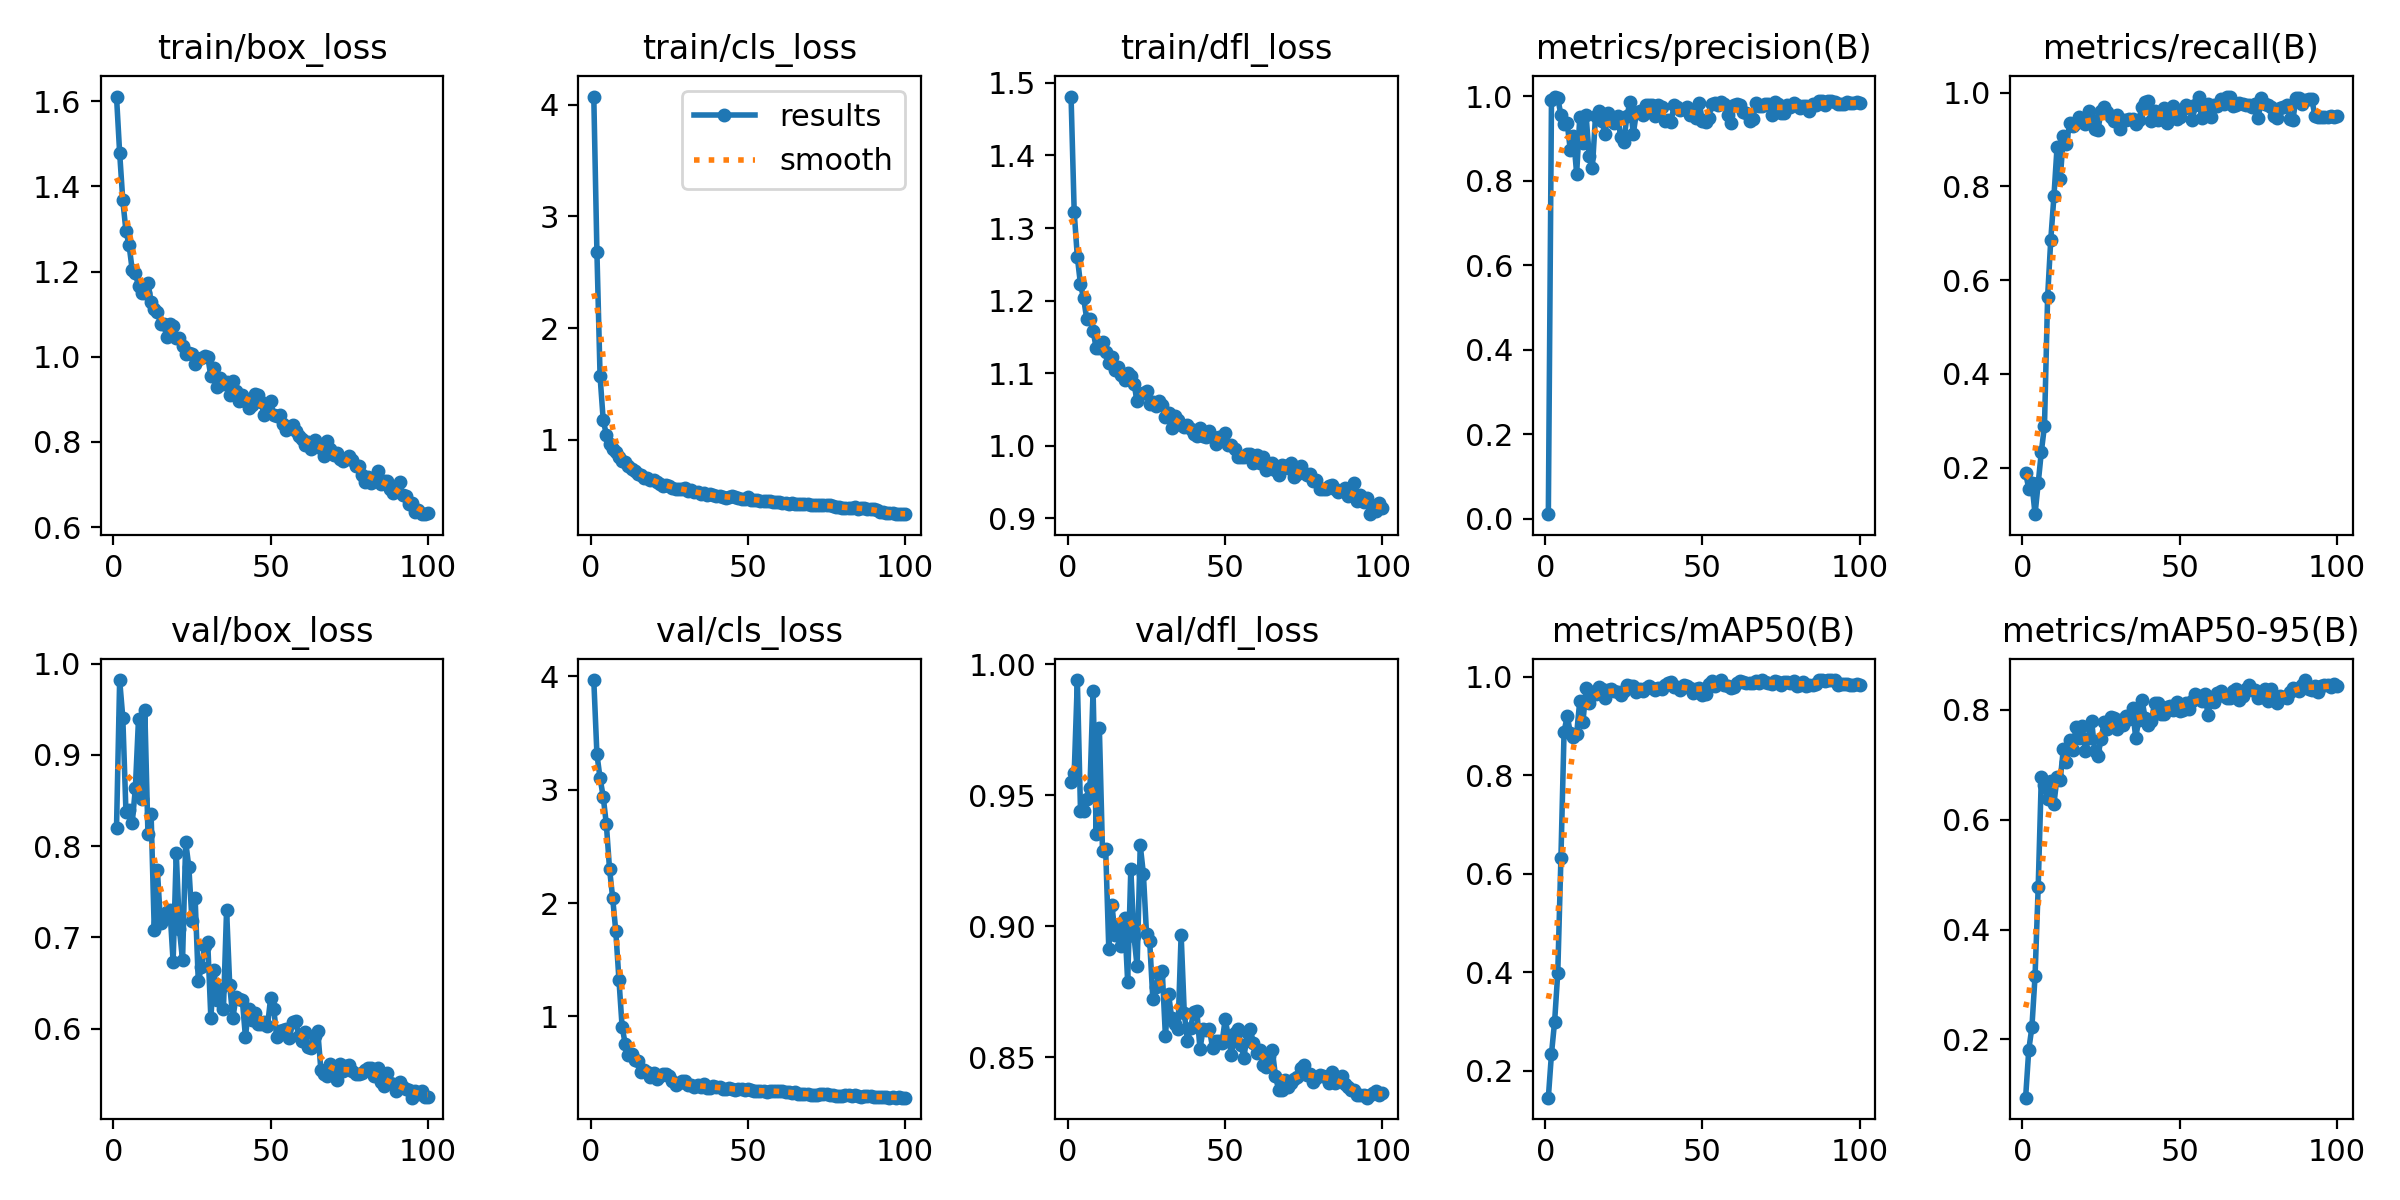 train/box_loss
1.6
1.4
1.2
1.0
0.8
0.6
0 50 100
train/cls_loss
results
smooth
4
3
2
1
0 50 100
train/dfl_loss
1.5
1.4
1.3
1.2
1.1
1.0
0.9
0 50 100
metrics/precision(B)
1.0
0.8
0.6
0.4
0.2
0.0
0 50 100
metrics/recall(B)
1.0
0.8
0.6
0.4
0.2
0 50 100
val/box_loss
1.0
0.9
0.8
0.7
0.6
0 50 100
val/cls_loss
4
3
2
1
0 50 100
val/dfl_loss
1.00
0.95
0.90
0.85
0 50 100
metrics/mAP50(B)
1.0
0.8
0.6
0.4
0.2
0 50 100
metrics/mAP50-95(B)
0.8
0.6
0.4
0.2
0 50 100